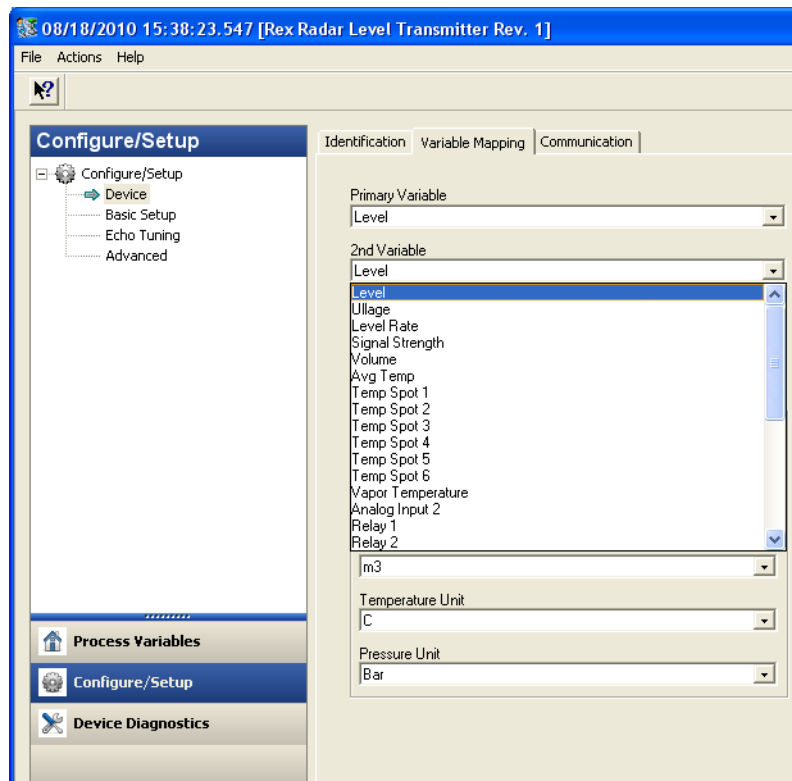 08/18/2010 15:38:23.547 [Rex Radar Level Transmitter Rev. 1]
File Actions Help
Configure/Setup
Configure/Setup
Device
Basic Setup
Echo Tuning
Advanced
Process Variables
Configure/Setup
Device Diagnostics
Identification Variable Mapping Communication
Primary Variable
Level
2nd Variable
Level
Level
Ullage
Level Rate
Signal Strength
Volume
Avg Temp
Temp Spot 1
Temp Spot 2
Temp Spot 3
Temp Spot 4
Temp Spot 5
Temp Spot 6
Vapor Temperature
Analog Input 2
Relay 1
Relay 2
m3
Temperature Unit
C
Pressure Unit
Bar